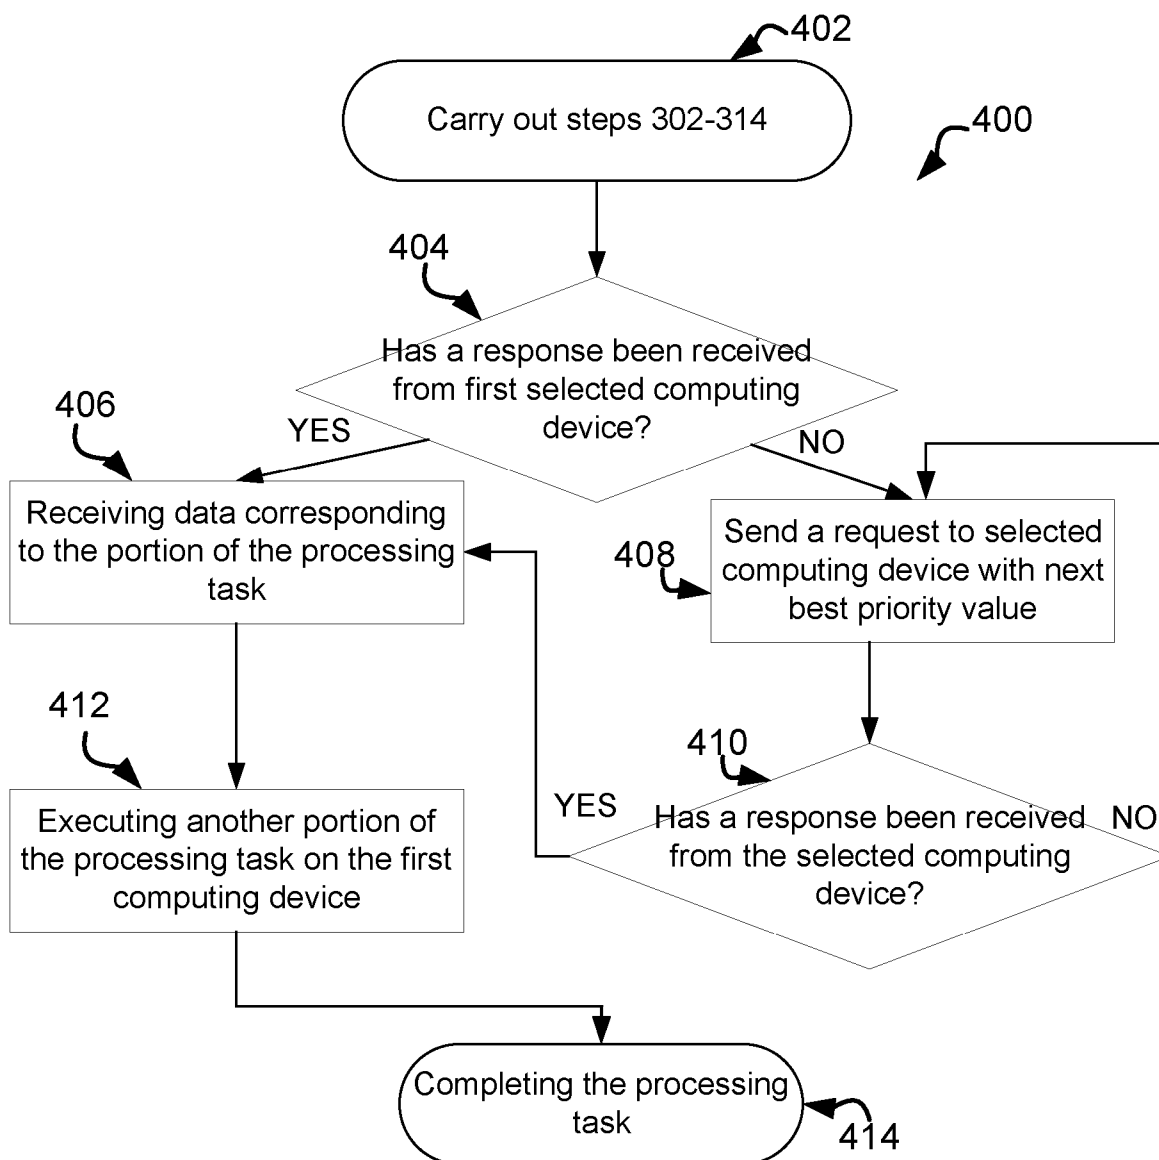 402
Carry out steps 302-314
400
404
Has a response been received
from first selected computing
device?
406
YES
NO
Receiving data corresponding
to the portion of the processing
task
Send a request to selected
computing device with next
best priority value
408
412
410
Executing another portion of
the processing task on the first
computing device
YES
Has a response been received
from the selected computing
device?
NO
Completing the processing
task
414